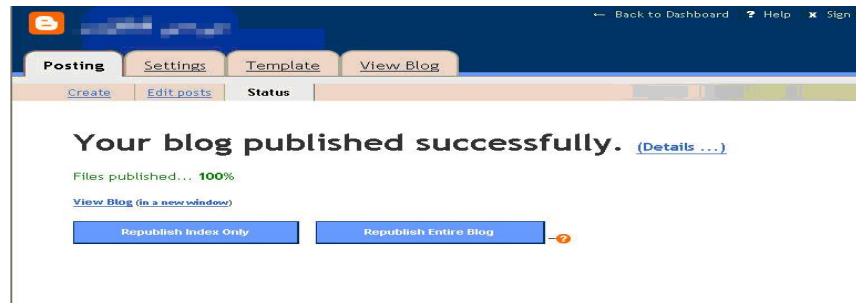 ← Back to Dashboard ? Help x Sign
Posting Settings Template View Blog
Create Edit posts Status
Your blog published successfully. (Details ...)
Files published... 100%
View Blog (in a new window)
Republish Index Only Republish Entire Blog
?